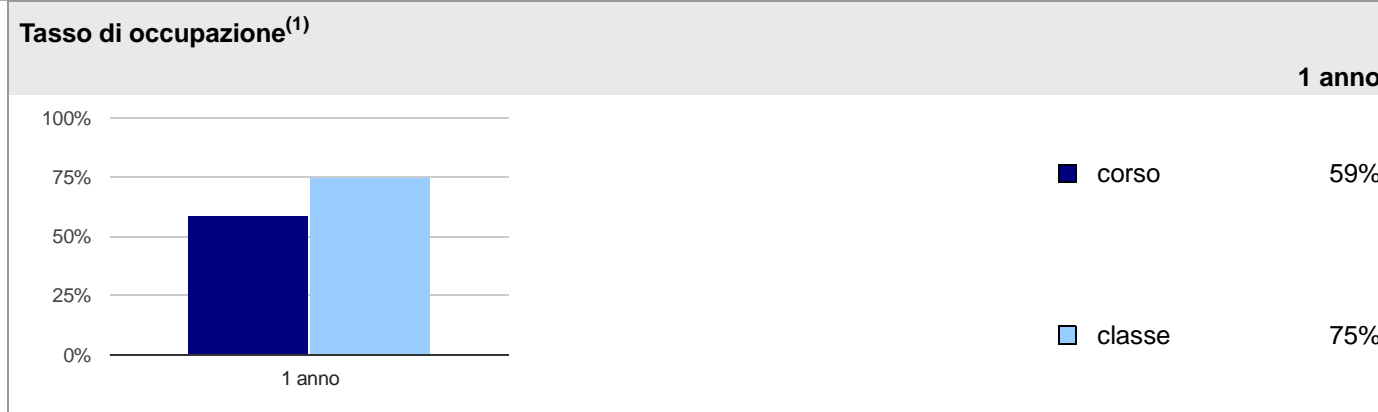 Tasso di occupazione(1)
1 anno
100%
75%
50%
25%
0%
1 anno
corso 59%
classe 75%